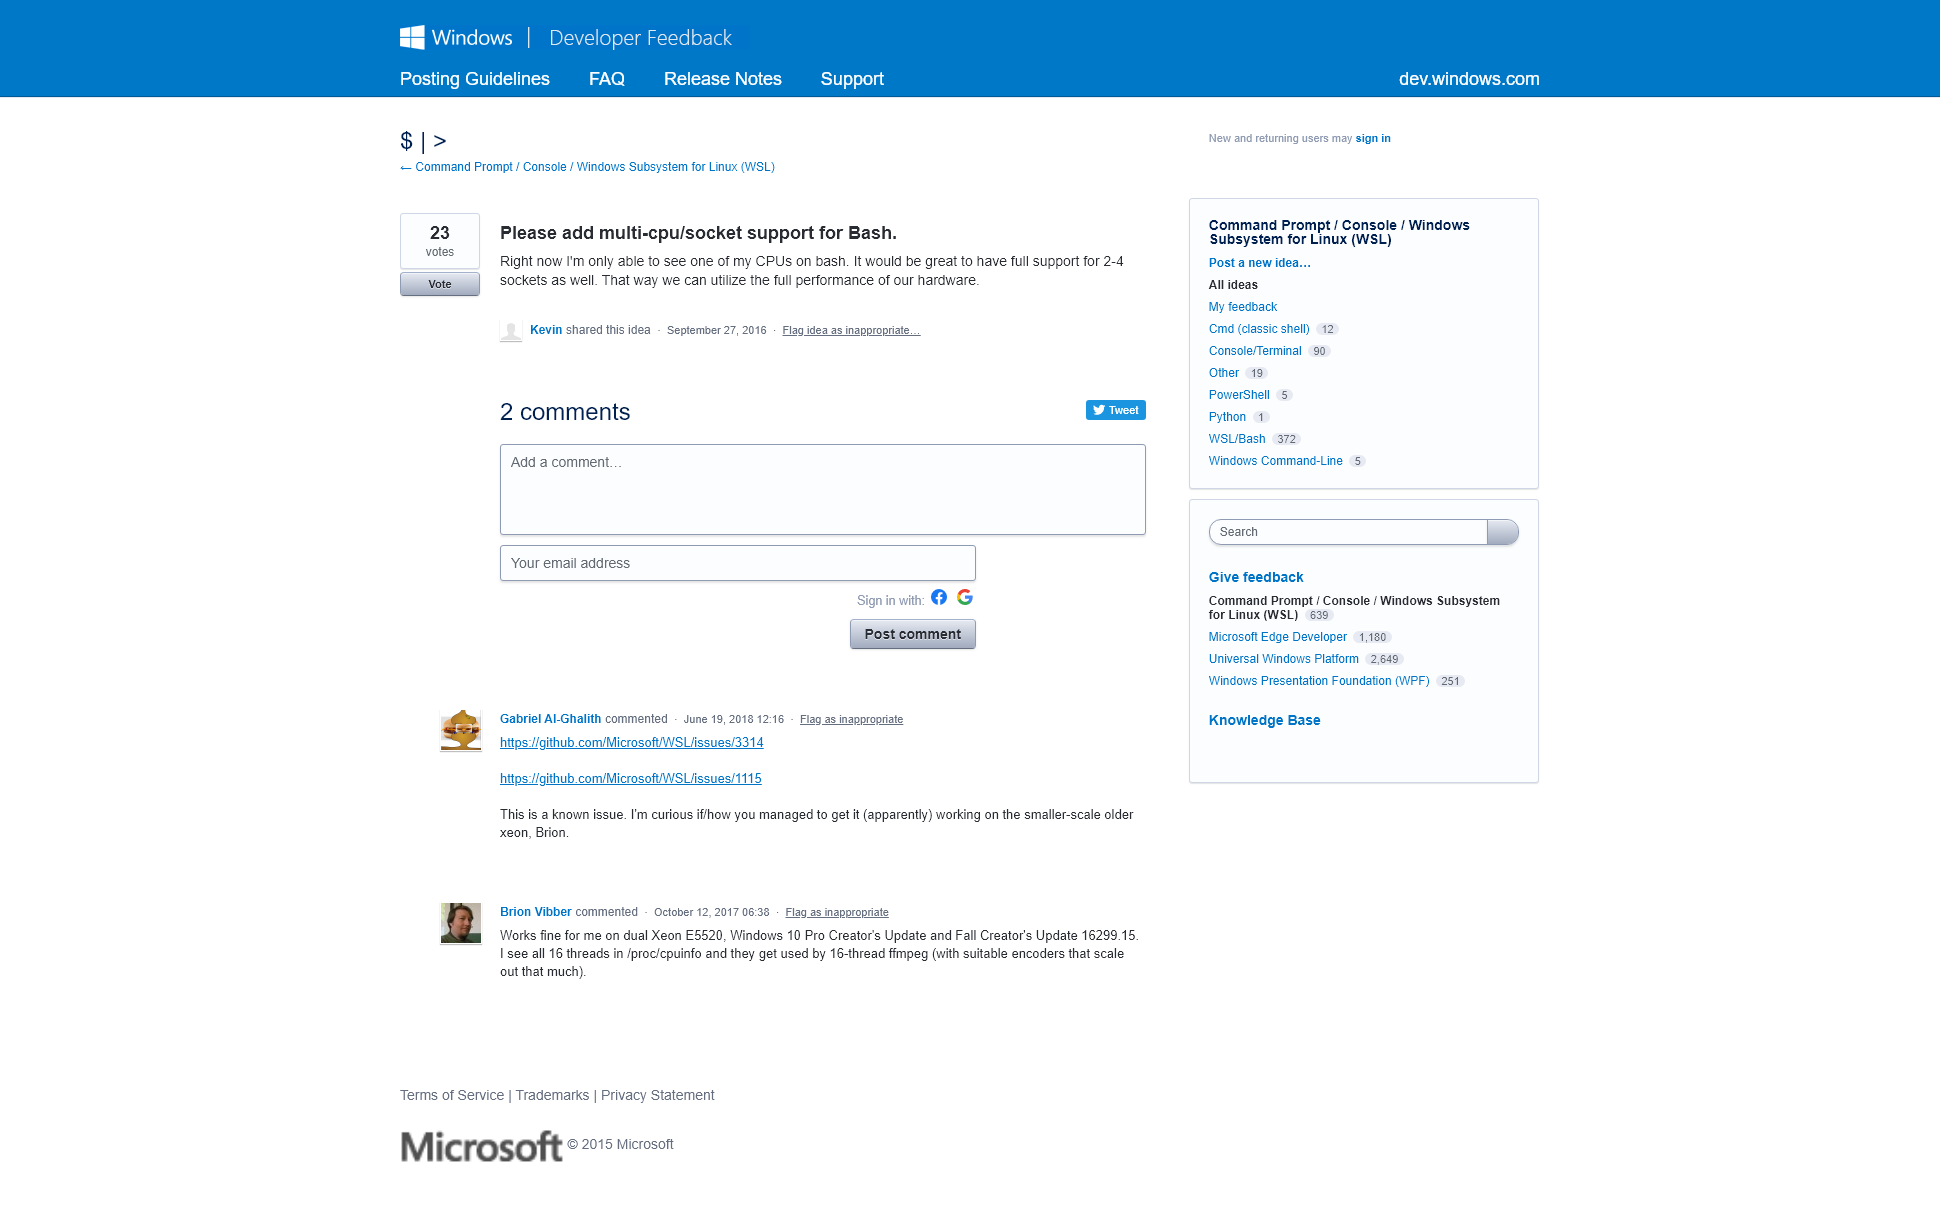 Windows | Developer Feedback
Posting Guidelines FAQ Release Notes Support dev.windows.com
$ | >
← Command Prompt / Console / Windows Subsystem for Linux (WSL)
23
votes
Vote
Please add multi-cpu/socket support for Bash.
Right now I'm only able to see one of my CPUs on bash. It would be great to have full support for 2-4
sockets as well. That way we can utilize the full performance of our hardware.
Kevin shared this idea · September 27, 2016 · Flag idea as inappropriate…
2 comments
Tweet
Add a comment…
Your email address
Sign in with:
Post comment
Gabriel Al-Ghalith commented · June 19, 2018 12:16 · Flag as inappropriate
https://github.com/Microsoft/WSL/issues/3314
https://github.com/Microsoft/WSL/issues/1115
This is a known issue. I'm curious if/how you managed to get it (apparently) working on the smaller-scale older
xeon, Brion.
Brion Vibber commented · October 12, 2017 06:38 · Flag as inappropriate
Works fine for me on dual Xeon E5520, Windows 10 Pro Creator's Update and Fall Creator's Update 16299.15.
I see all 16 threads in /proc/cpuinfo and they get used by 16-thread ffmpeg (with suitable encoders that scale
out that much).
New and returning users may sign in
Command Prompt / Console / Windows
Subsystem for Linux (WSL)
Post a new idea…
All ideas
My feedback
Cmd (classic shell) 12
Console/Terminal 90
Other 19
PowerShell 5
Python 1
WSL/Bash 372
Windows Command-Line 5
Search
Give feedback
Command Prompt / Console / Windows Subsystem
for Linux (WSL) 639
Microsoft Edge Developer 1,180
Universal Windows Platform 2,649
Windows Presentation Foundation (WPF) 251
Knowledge Base
Terms of Service | Trademarks | Privacy Statement
Microsoft © 2015 Microsoft